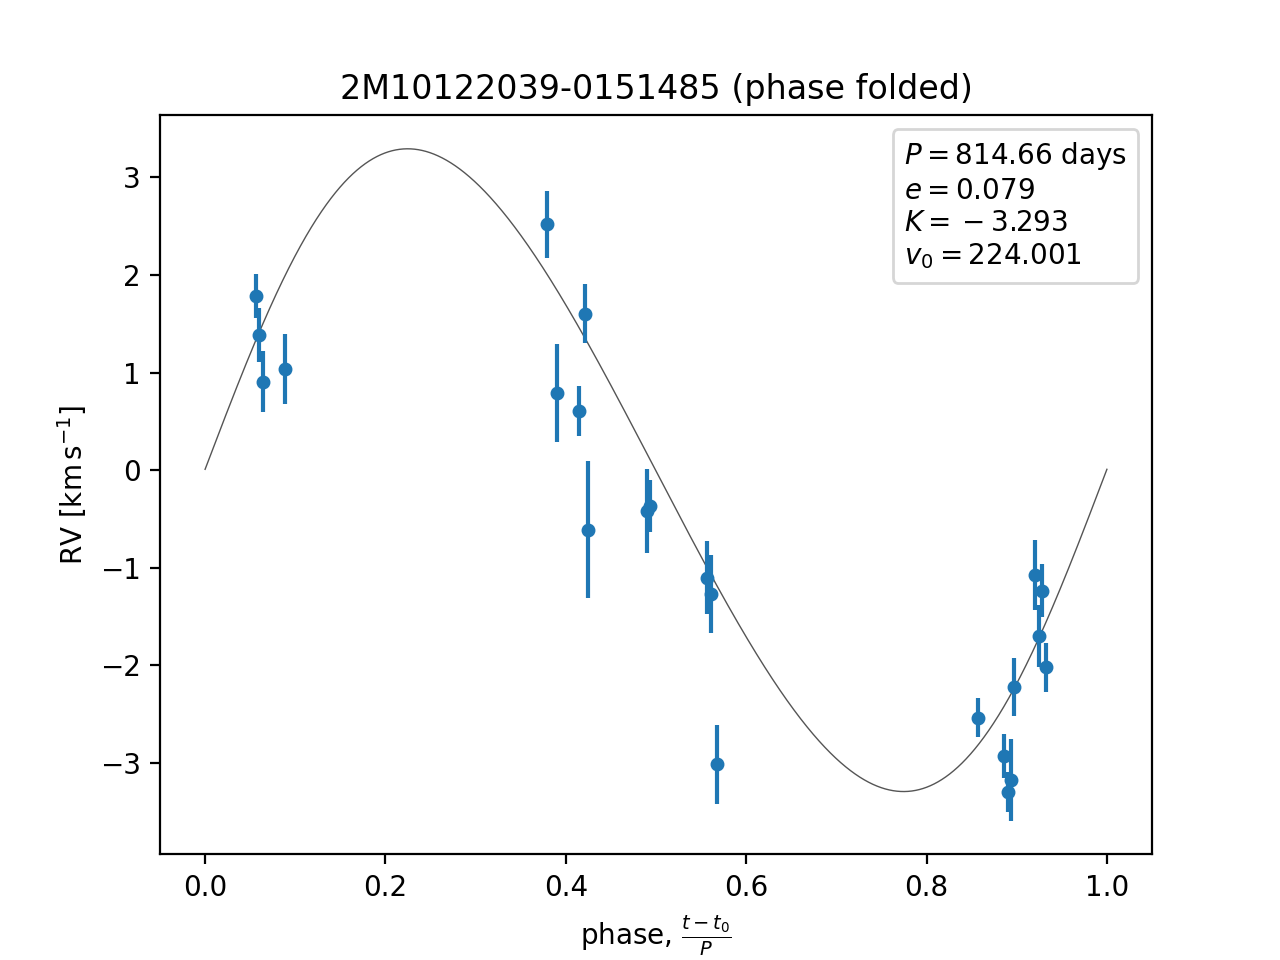 2M10122039-0151485 (phase folded)
P = 814.66 days
e = 0.079
K = −3.293
v₀ = 224.001
3
2
1
0
−1
−2
−3
RV [km s⁻¹]
0.0 0.2 0.4 0.6 0.8 1.0
phase, (t − t₀)/P